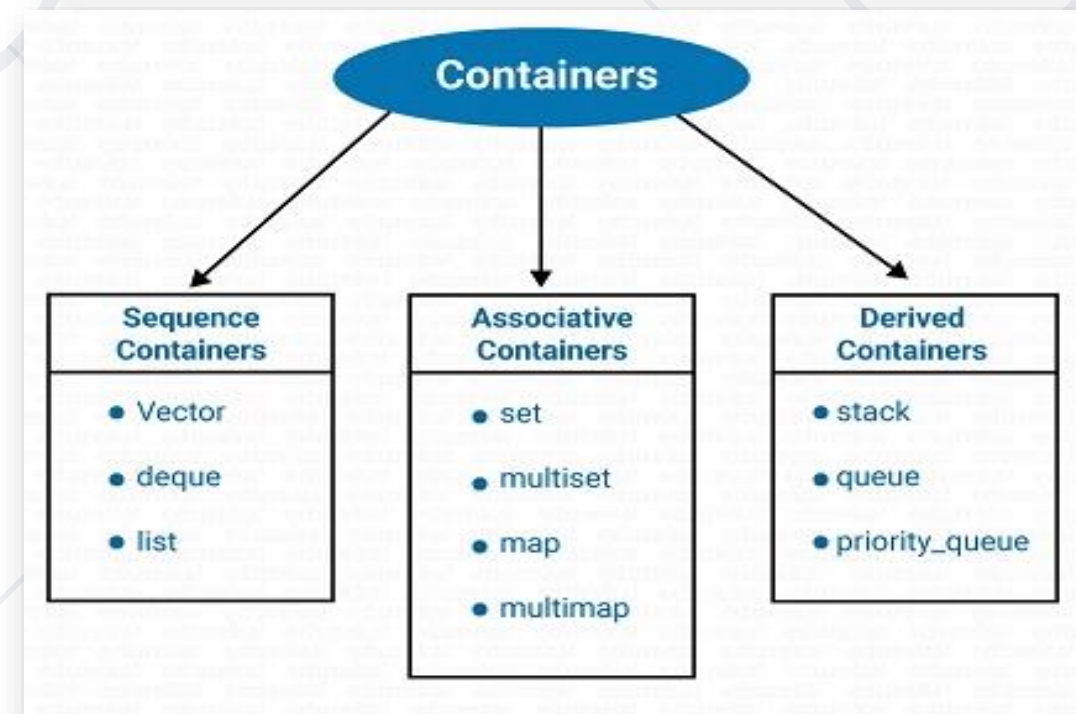 Containers
Sequence
Containers
Vector
deque
list
Associative
Containers
set
multiset
map
multimap
Derived
Containers
stack
queue
priority_queue